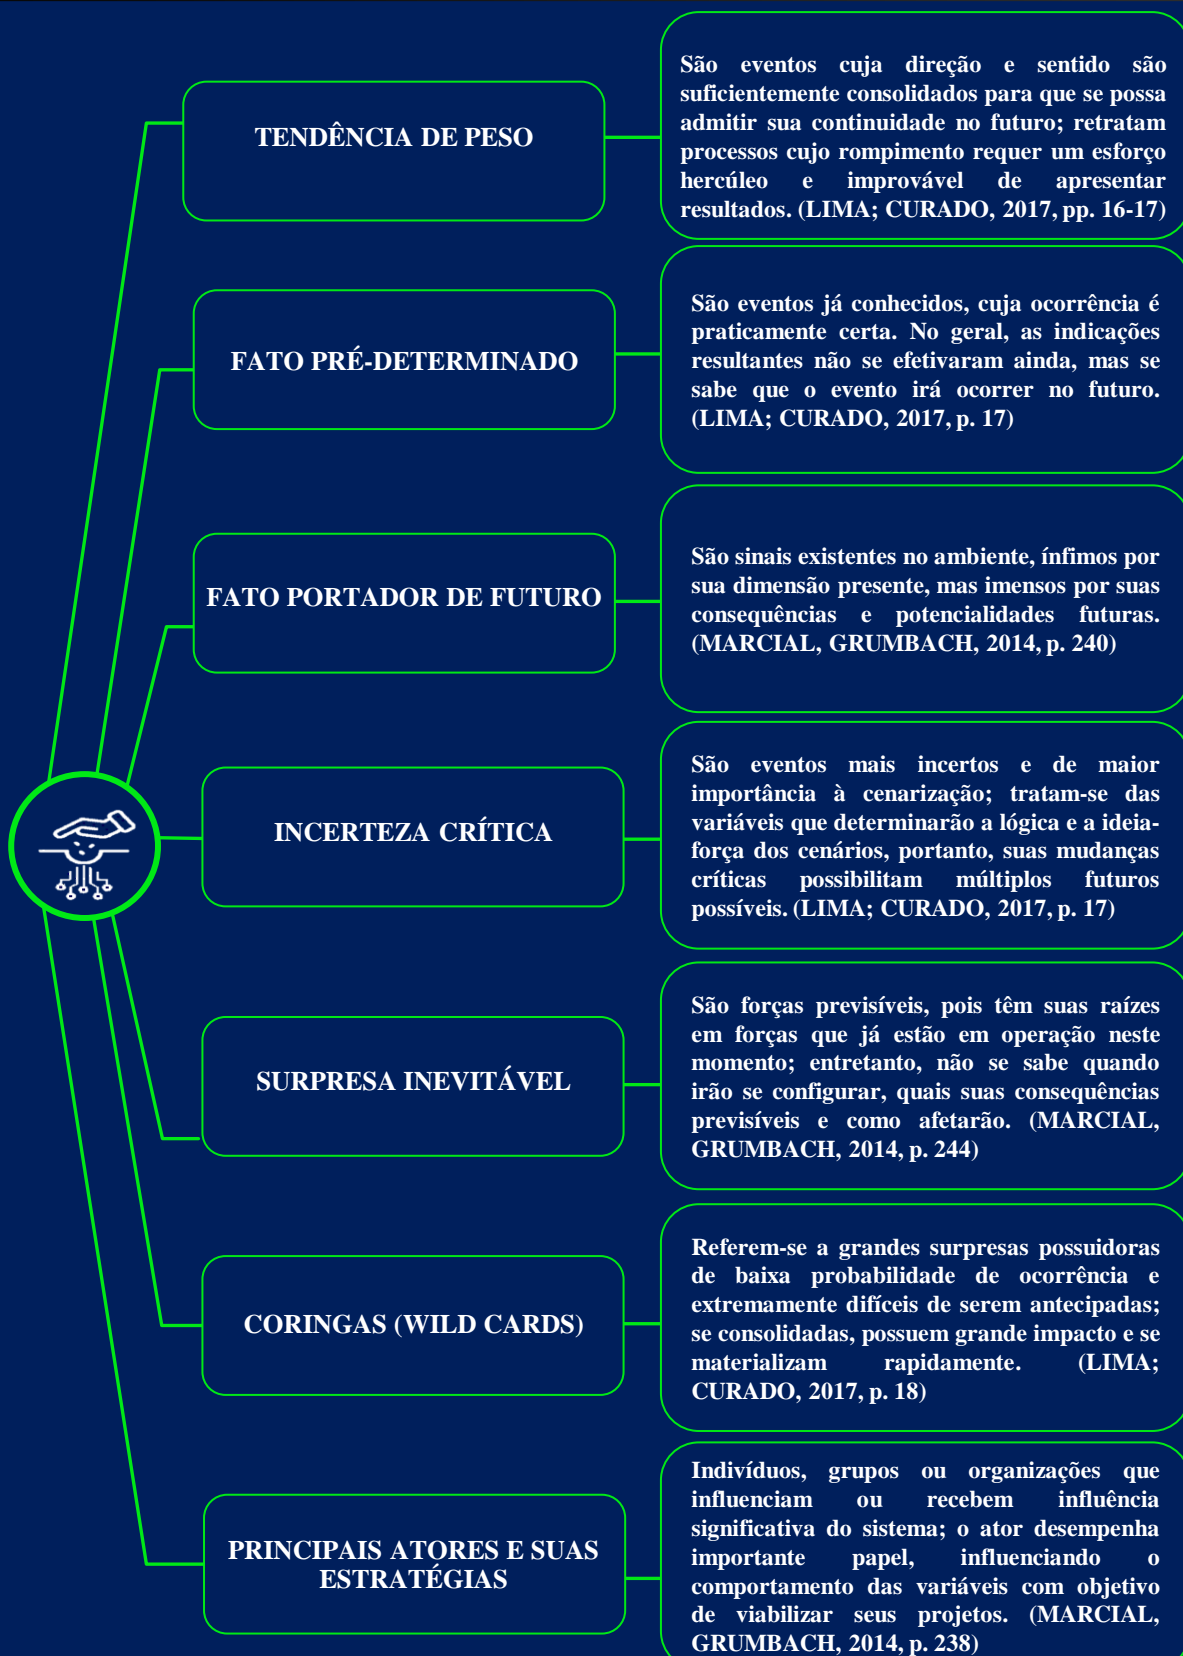 TENDÊNCIA DE PESO
São eventos cuja direção e sentido são
suficientemente consolidados para que se possa
admitir sua continuidade no futuro; retratam
processos cujo rompimento requer um esforço
hercúleo e improvável de apresentar
resultados. (LIMA; CURADO, 2017, pp. 16-17)
FATO PRÉ-DETERMINADO
São eventos já conhecidos, cuja ocorrência é
praticamente certa. No geral, as indicações
resultantes não se efetivaram ainda, mas se
sabe que o evento irá ocorrer no futuro.
(LIMA; CURADO, 2017, p. 17)
FATO PORTADOR DE FUTURO
São sinais existentes no ambiente, ínfimos por
sua dimensão presente, mas imensos por suas
consequências e potencialidades futuras.
(MARCIAL, GRUMBACH, 2014, p. 240)
INCERTEZA CRÍTICA
São eventos mais incertos e de maior
importância à cenarização; tratam-se das
variáveis que determinarão a lógica e a ideia-
força dos cenários, portanto, suas mudanças
críticas possibilitam múltiplos futuros
possíveis. (LIMA; CURADO, 2017, p. 17)
SURPRESA INEVITÁVEL
São forças previsíveis, pois têm suas raízes
em forças que já estão em operação neste
momento; entretanto, não se sabe quando
irão se configurar, quais suas consequências
previsíveis e como afetarão. (MARCIAL,
GRUMBACH, 2014, p. 244)
CORINGAS (WILD CARDS)
Referem-se a grandes surpresas possuidoras
de baixa probabilidade de ocorrência e
extremamente difíceis de serem antecipadas;
se consolidadas, possuem grande impacto e se
materializam rapidamente. (LIMA;
CURADO, 2017, p. 18)
PRINCIPAIS ATORES E SUAS
ESTRATÉGIAS
Indivíduos, grupos ou organizações que
influenciam ou recebem influência
significativa do sistema; o ator desempenha
importante papel, influenciando o
comportamento das variáveis com objetivo
de viabilizar seus projetos. (MARCIAL,
GRUMBACH, 2014, p. 238)